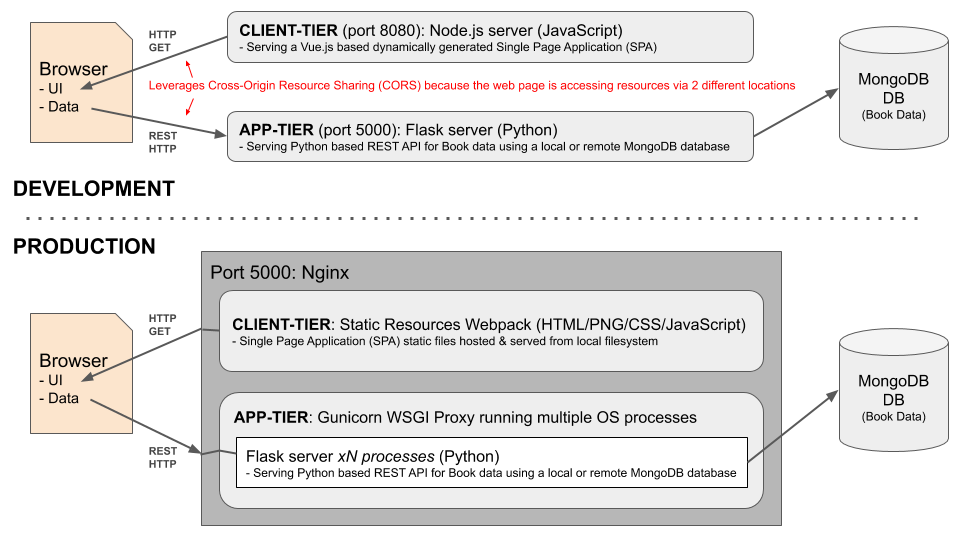 HTTP
GET
CLIENT-TIER (port 8080): Node.js server (JavaScript)
- Serving a Vue.js based dynamically generated Single Page Application (SPA)
Browser
- UI
- Data
Leverages Cross-Origin Resource Sharing (CORS) because the web page is accessing resources via 2 different locations
MongoDB
DB
(Book Data)
REST
HTTP
APP-TIER (port 5000): Flask server (Python)
- Serving Python based REST API for Book data using a local or remote MongoDB database
DEVELOPMENT
PRODUCTION
Port 5000: Nginx
HTTP
GET
CLIENT-TIER: Static Resources Webpack (HTML/PNG/CSS/JavaScript)
- Single Page Application (SPA) static files hosted & served from local filesystem
Browser
- UI
- Data
MongoDB
DB
(Book Data)
REST
HTTP
APP-TIER: Gunicorn WSGI Proxy running multiple OS processes
Flask server xN processes (Python)
- Serving Python based REST API for Book data using a local or remote MongoDB database